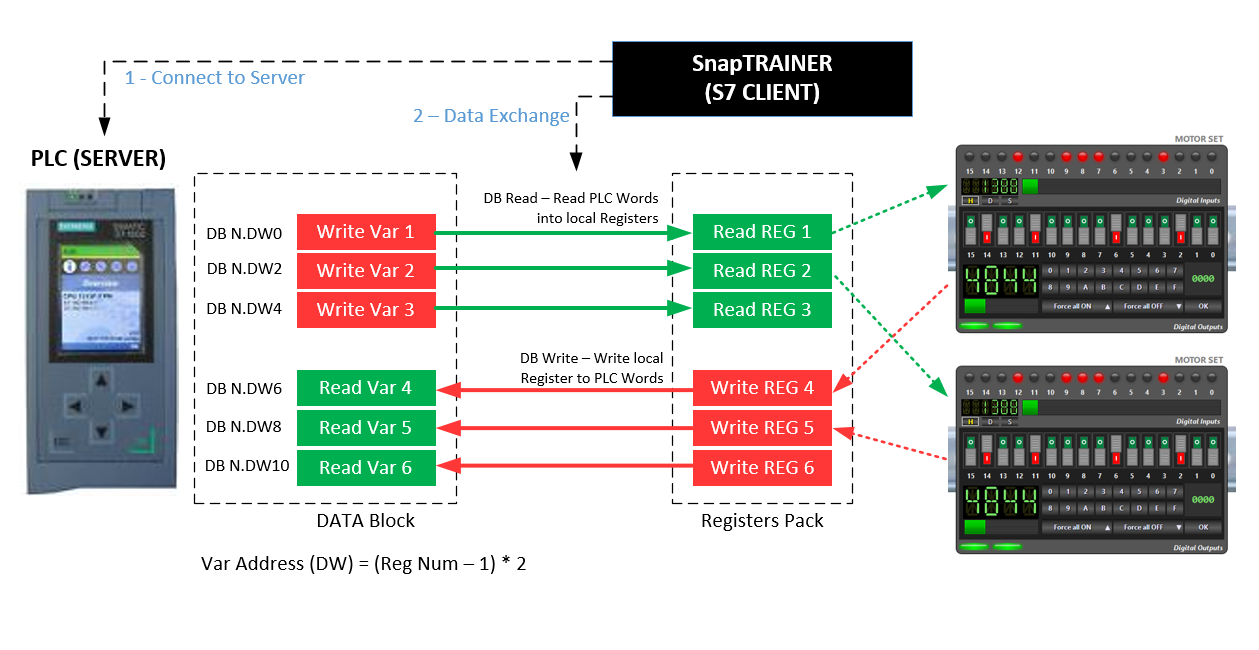 SnapTRAINER
(S7 CLIENT)
1 - Connect to Server
2 – Data Exchange
PLC (SERVER)
SIEMENS
Overview
DB Read – Read PLC Words
into local Registers
DB N.DW0
Write Var 1
Read REG 1
DB N.DW2
Write Var 2
Read REG 2
DB N.DW4
Write Var 3
Read REG 3
DB Write – Write local
Register to PLC Words
DB N.DW6
Read Var 4
Write REG 4
DB N.DW8
Read Var 5
Write REG 5
DB N.DW10
Read Var 6
Write REG 6
DATA Block
Registers Pack
Var Address (DW) = (Reg Num – 1) * 2
MOTOR SET
15 14 13 12 11 10 9 8 7 6 5 4 3 2 1 0
1388
H D S
Digital Inputs
15 14 13 12 11 10 9 8 7 6 5 4 3 2 1 0
4844
0 1 2 3 4 5 6 7
0000
8 9 A B C D E F
Force all ON ▲ Force all OFF ▼ OK
Digital Outputs
MOTOR SET
15 14 13 12 11 10 9 8 7 6 5 4 3 2 1 0
1388
H D S
Digital Inputs
15 14 13 12 11 10 9 8 7 6 5 4 3 2 1 0
4844
0 1 2 3 4 5 6 7
0000
8 9 A B C D E F
Force all ON ▲ Force all OFF ▼ OK
Digital Outputs